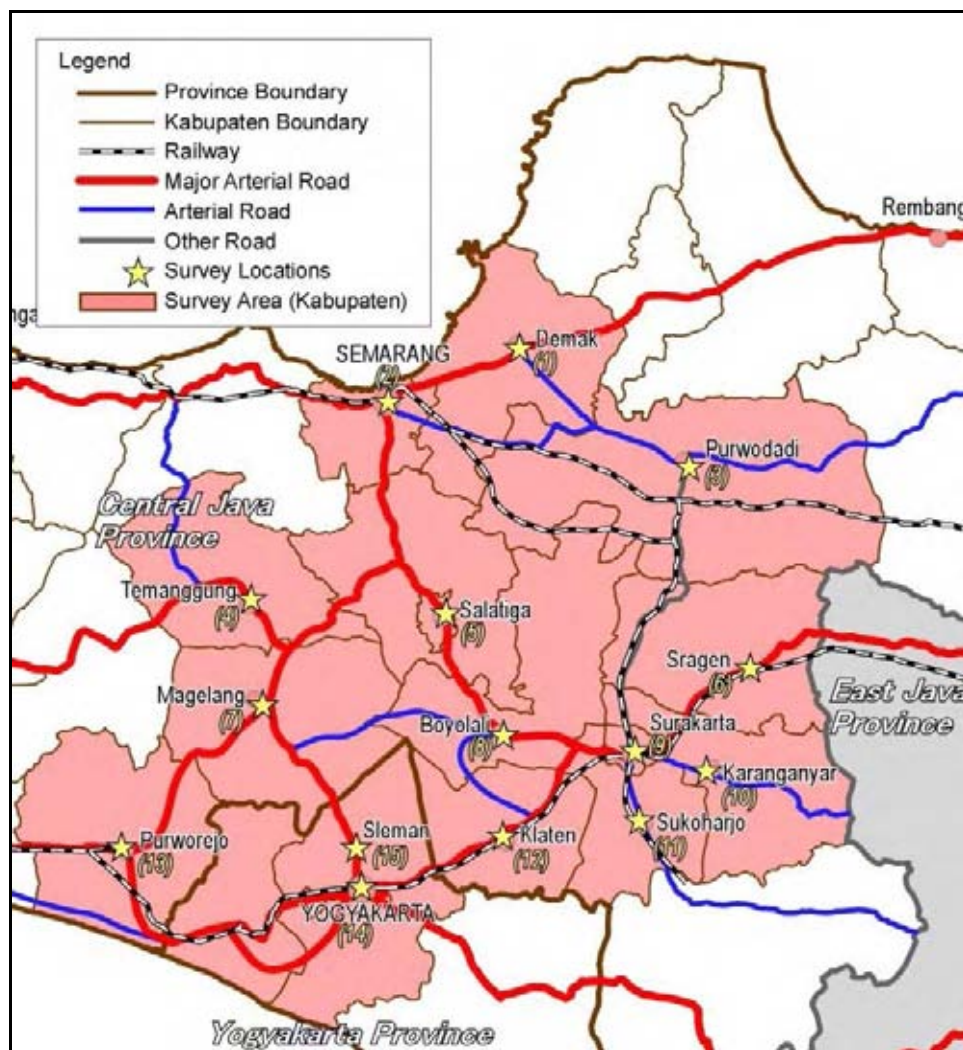 Legend
Province Boundary
Kabupaten Boundary
Railway
Major Arterial Road
Arterial Road
Other Road
Survey Locations
Survey Area (Kabupaten)
Rembang
nga
SEMARANG
(2)
Demak
(1)
Purwodadi
(3)
Central Java
Province
Temanggung
(4)
Salatiga
(5)
Sragen
(6)
East Java
Province
Magelang
(7)
Boyolali
(8)
Surakarta
(9)
Karanganyar
(10)
Sukoharjo
(11)
Klaten
(12)
Purworejo
(13)
Sleman
(15)
YOGYAKARTA
(14)
Yogyakarta Province